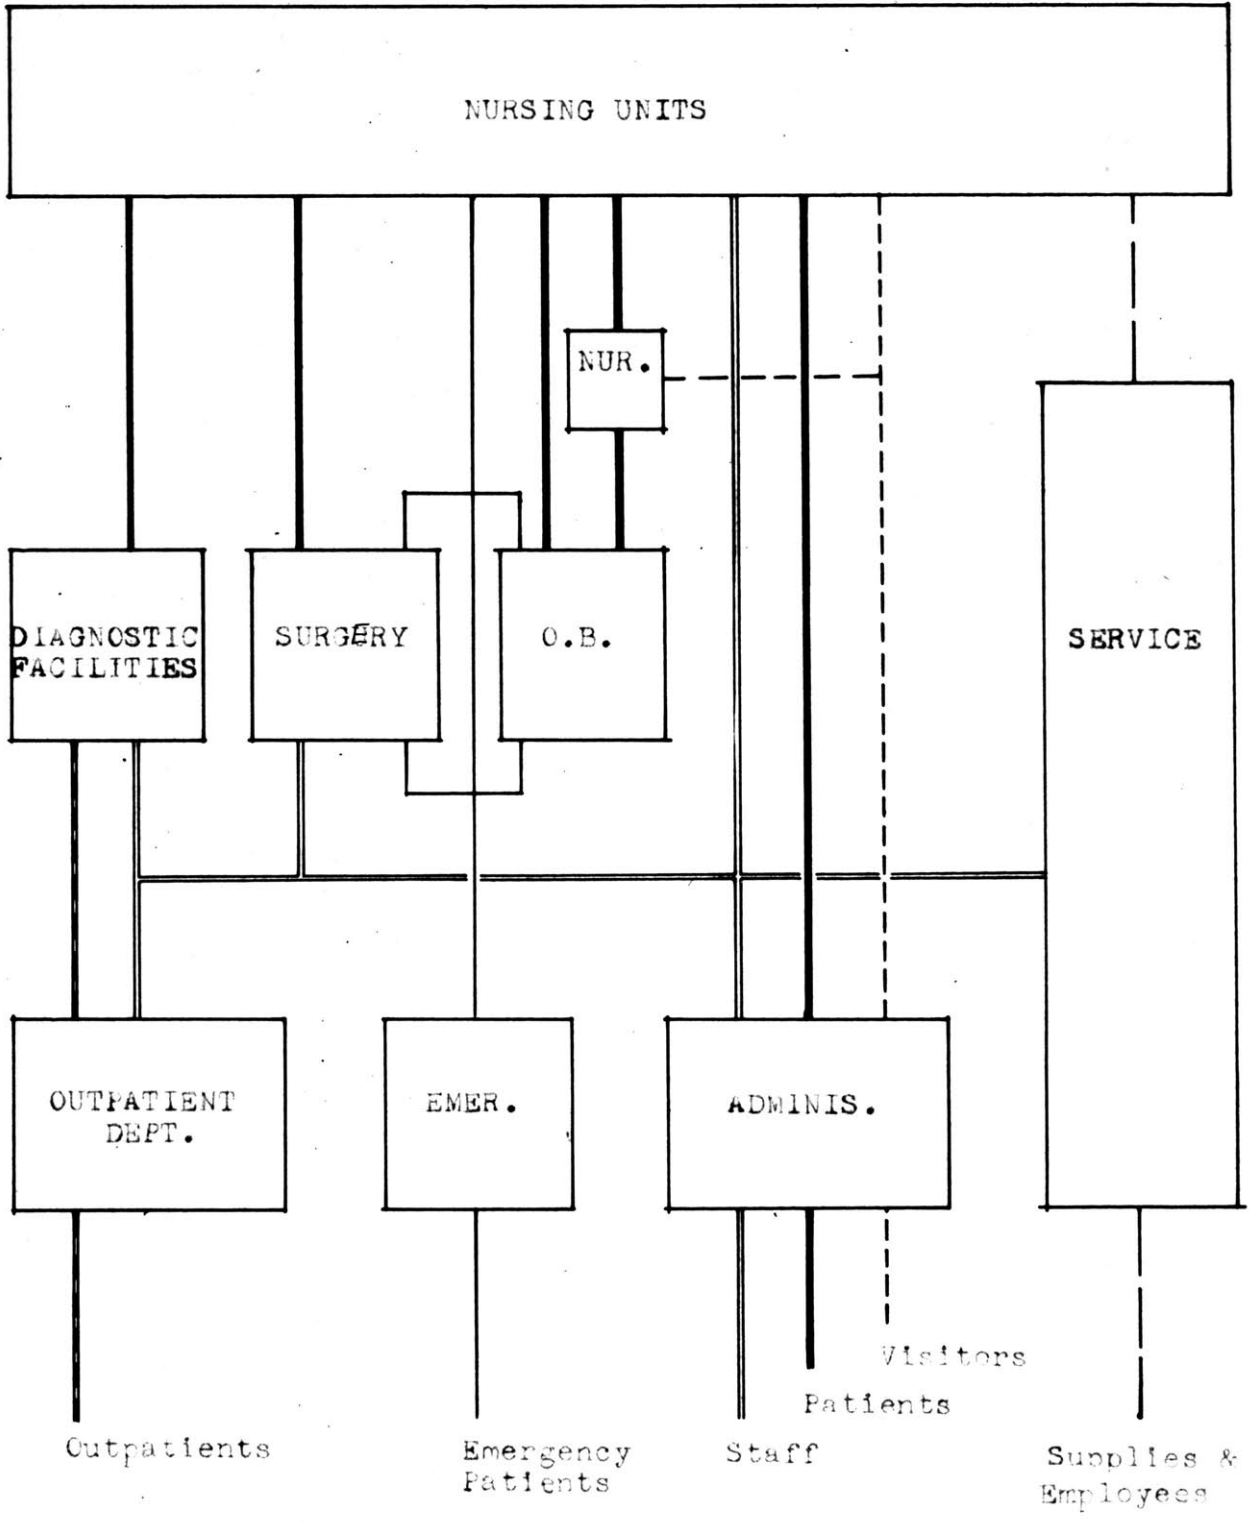 NURSING UNITS
NUR.
DIAGNOSTIC
FACILITIES
SURGERY
O.B.
SERVICE
OUTPATIENT
DEPT.
EMER.
ADMINIS.
Visitors
Patients
Outpatients
Emergency
Patients
Staff
Supplies &
Employees